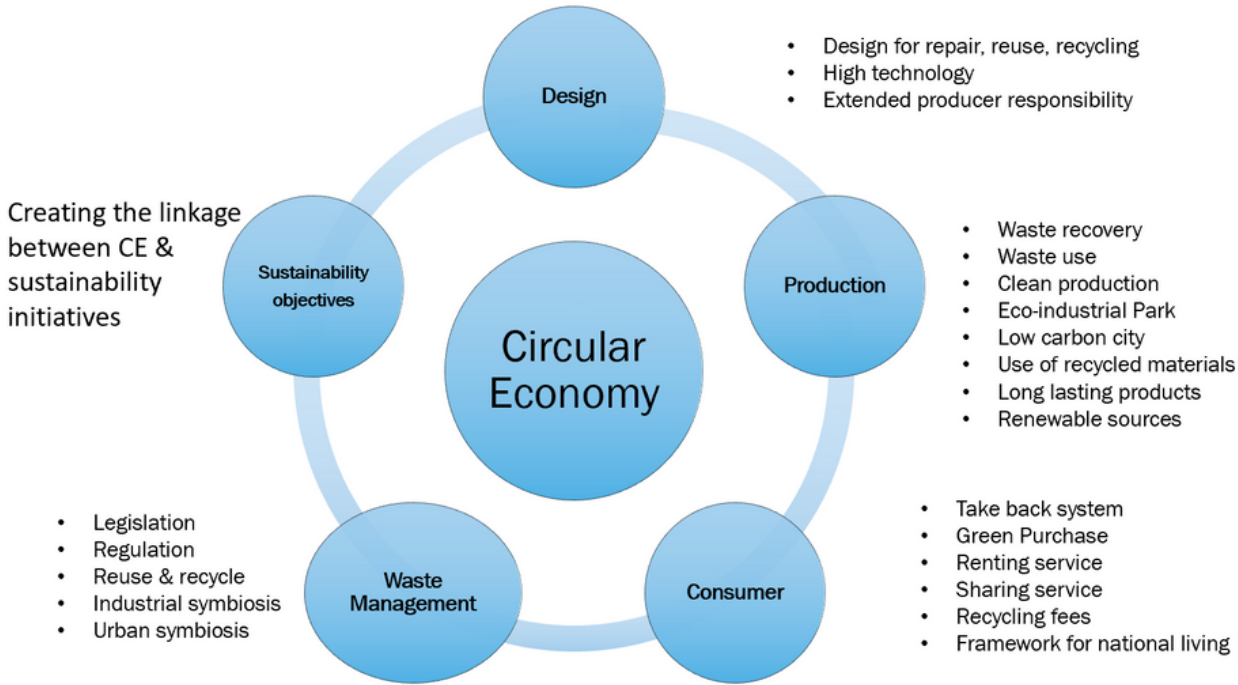 Design
• Design for repair, reuse, recycling
• High technology
• Extended producer responsibility
Production
• Waste recovery
• Waste use
• Clean production
• Eco-industrial Park
• Low carbon city
• Use of recycled materials
• Long lasting products
• Renewable sources
Consumer
• Take back system
• Green Purchase
• Renting service
• Sharing service
• Recycling fees
• Framework for national living
Waste
Management
• Legislation
• Regulation
• Reuse & recycle
• Industrial symbiosis
• Urban symbiosis
Sustainability
objectives
Creating the linkage
between CE &
sustainability
initiatives
Circular
Economy